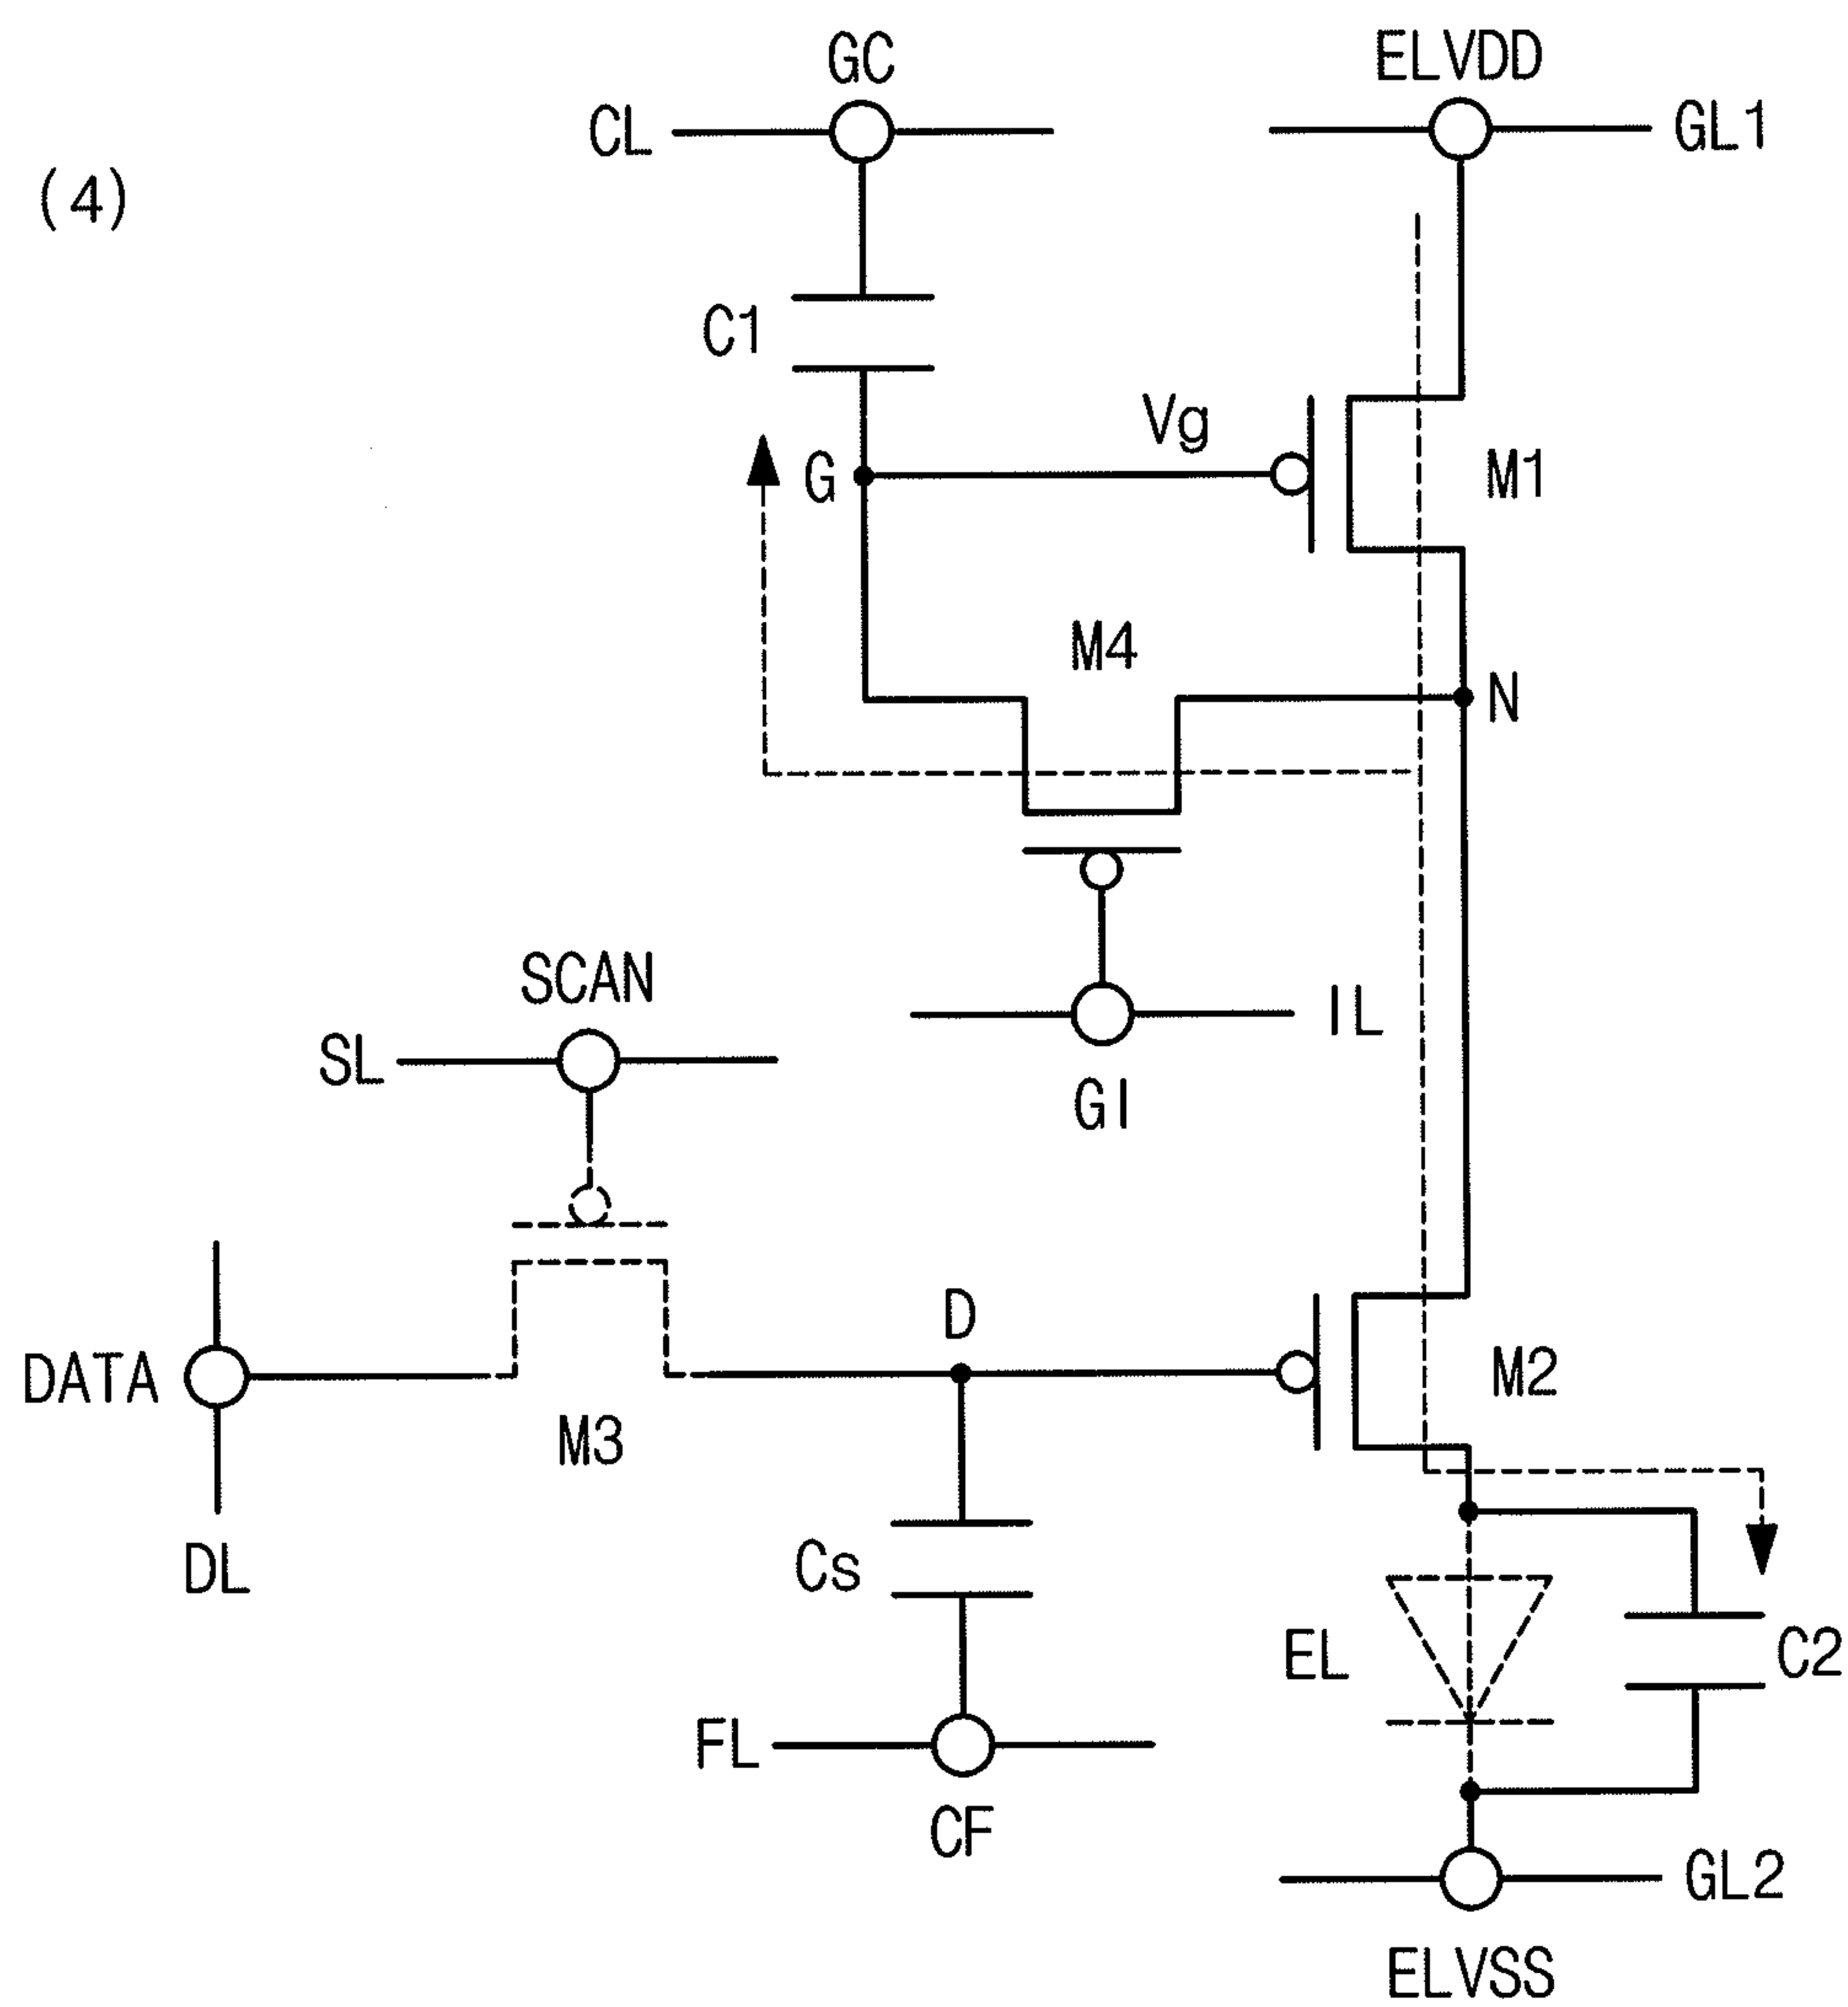 GC
ELVDD
CL
GL1
(4)
C1
Vg
G
M1
M4
N
SCAN
IL
SL
GI
D
DATA
M2
M3
DL
Cs
EL
C2
FL
CF
GL2
ELVSS